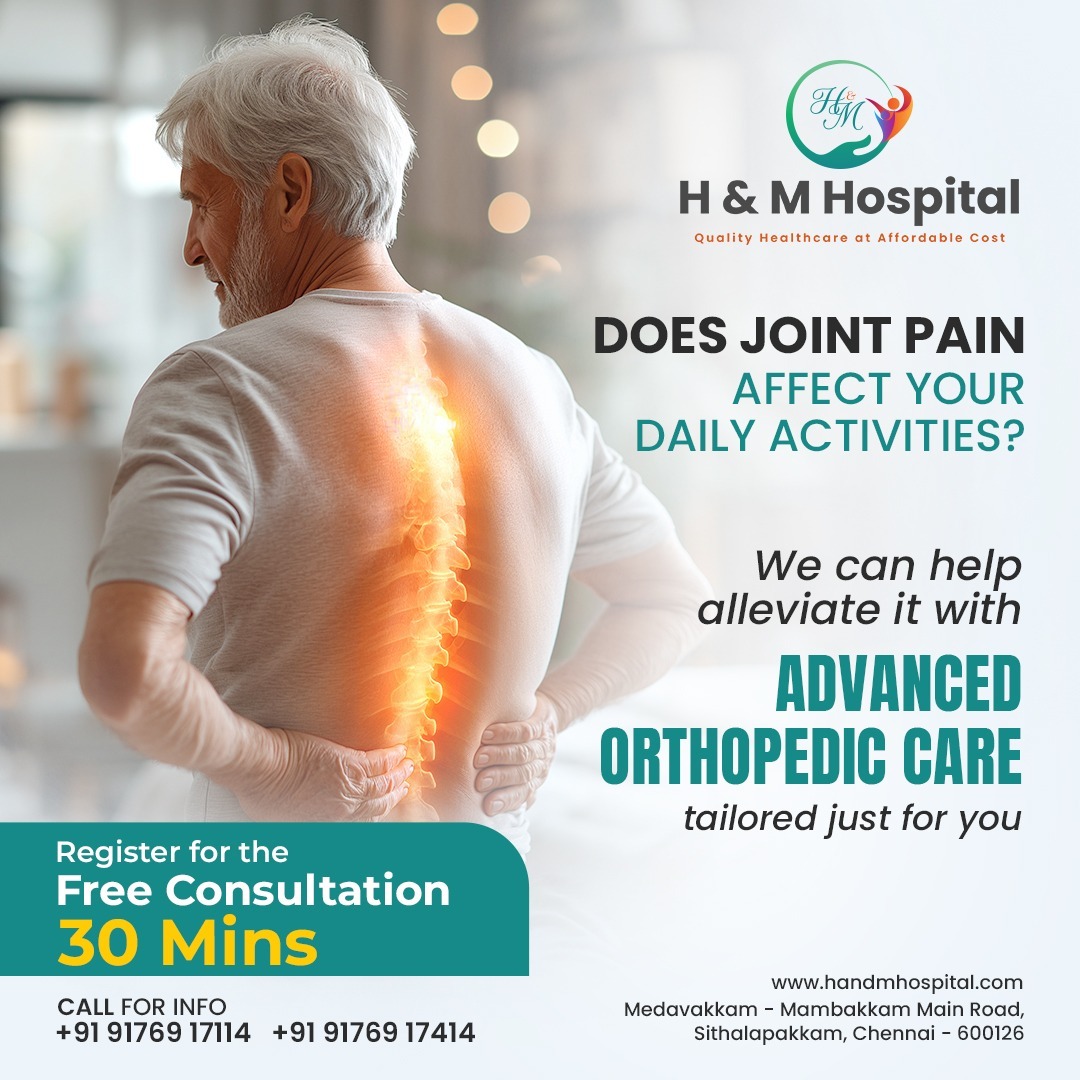 H & M
H & M Hospital
Quality Healthcare at Affordable Cost
DOES JOINT PAIN
AFFECT YOUR
DAILY ACTIVITIES?
We can help
alleviate it with
ADVANCED
ORTHOPEDIC CARE
tailored just for you
Register for the
Free Consultation
30 Mins
CALL FOR INFO
+91 91769 17114 +91 91769 17414
www.handmhospital.com
Medavakkam - Mambakkam Main Road,
Sithalapakkam, Chennai - 600126